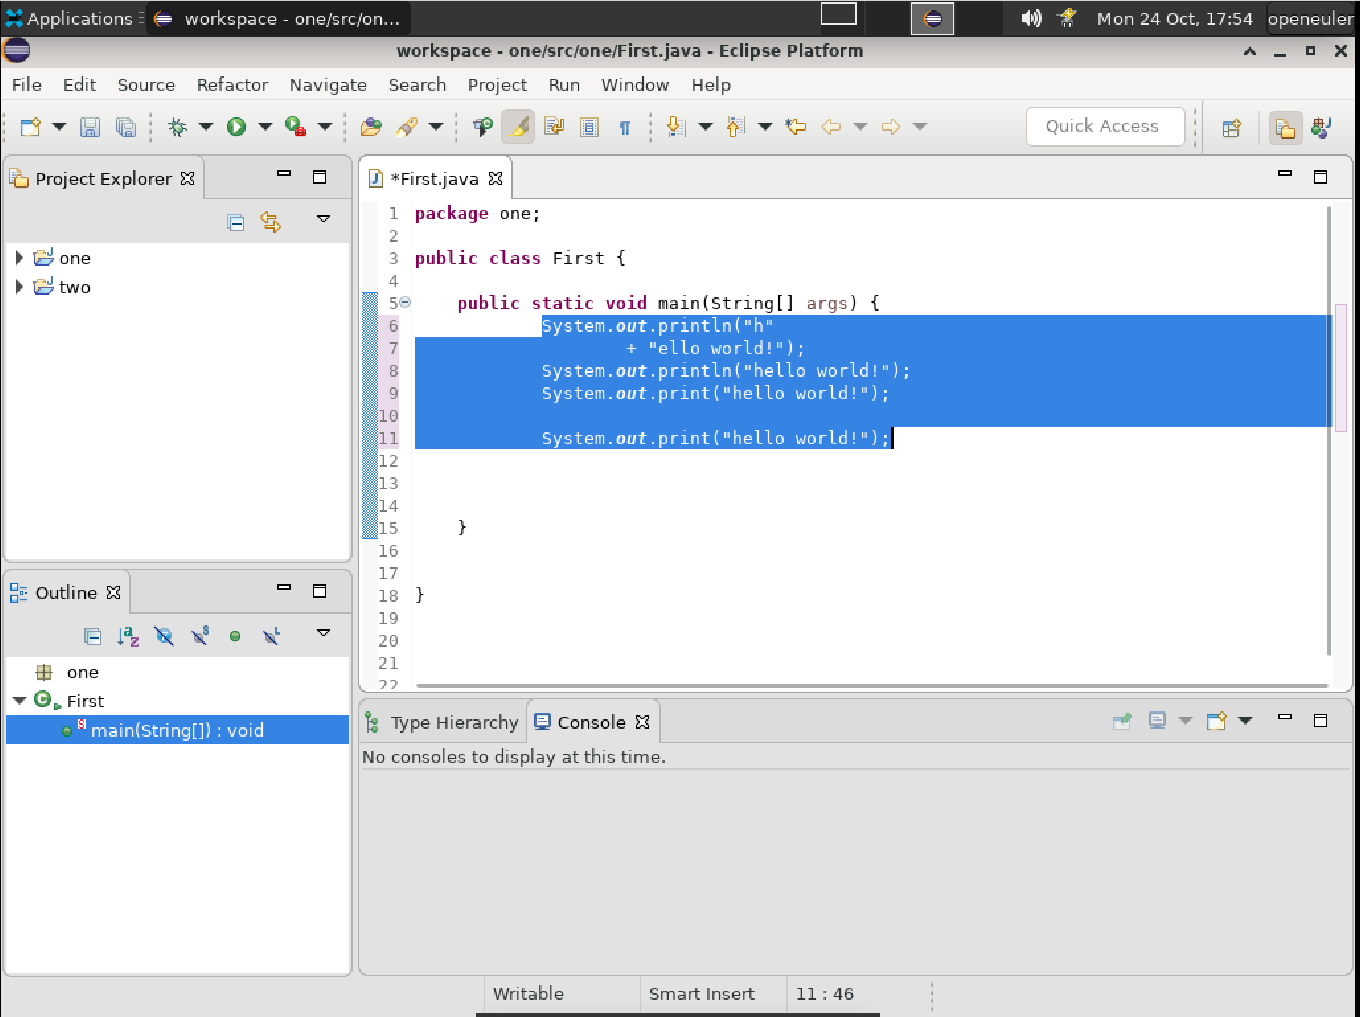 Applications
workspace - one/src/on...
Mon 24 Oct, 17:54
openeuler
workspace - one/src/one/First.java - Eclipse Platform
File Edit Source Refactor Navigate Search Project Run Window Help
Quick Access
Project Explorer
one
two
*First.java
1 package one;
2
3 public class First {
4
5 public static void main(String[] args) {
6 System.out.println("h"
7 + "ello world!");
8 System.out.println("hello world!");
9 System.out.print("hello world!");
10
11 System.out.print("hello world!");
12
13
14
15 }
16
17
18 }
19
20
21
22
Outline
one
First
main(String[]) : void
Type Hierarchy
Console
No consoles to display at this time.
Writable
Smart Insert
11 : 46